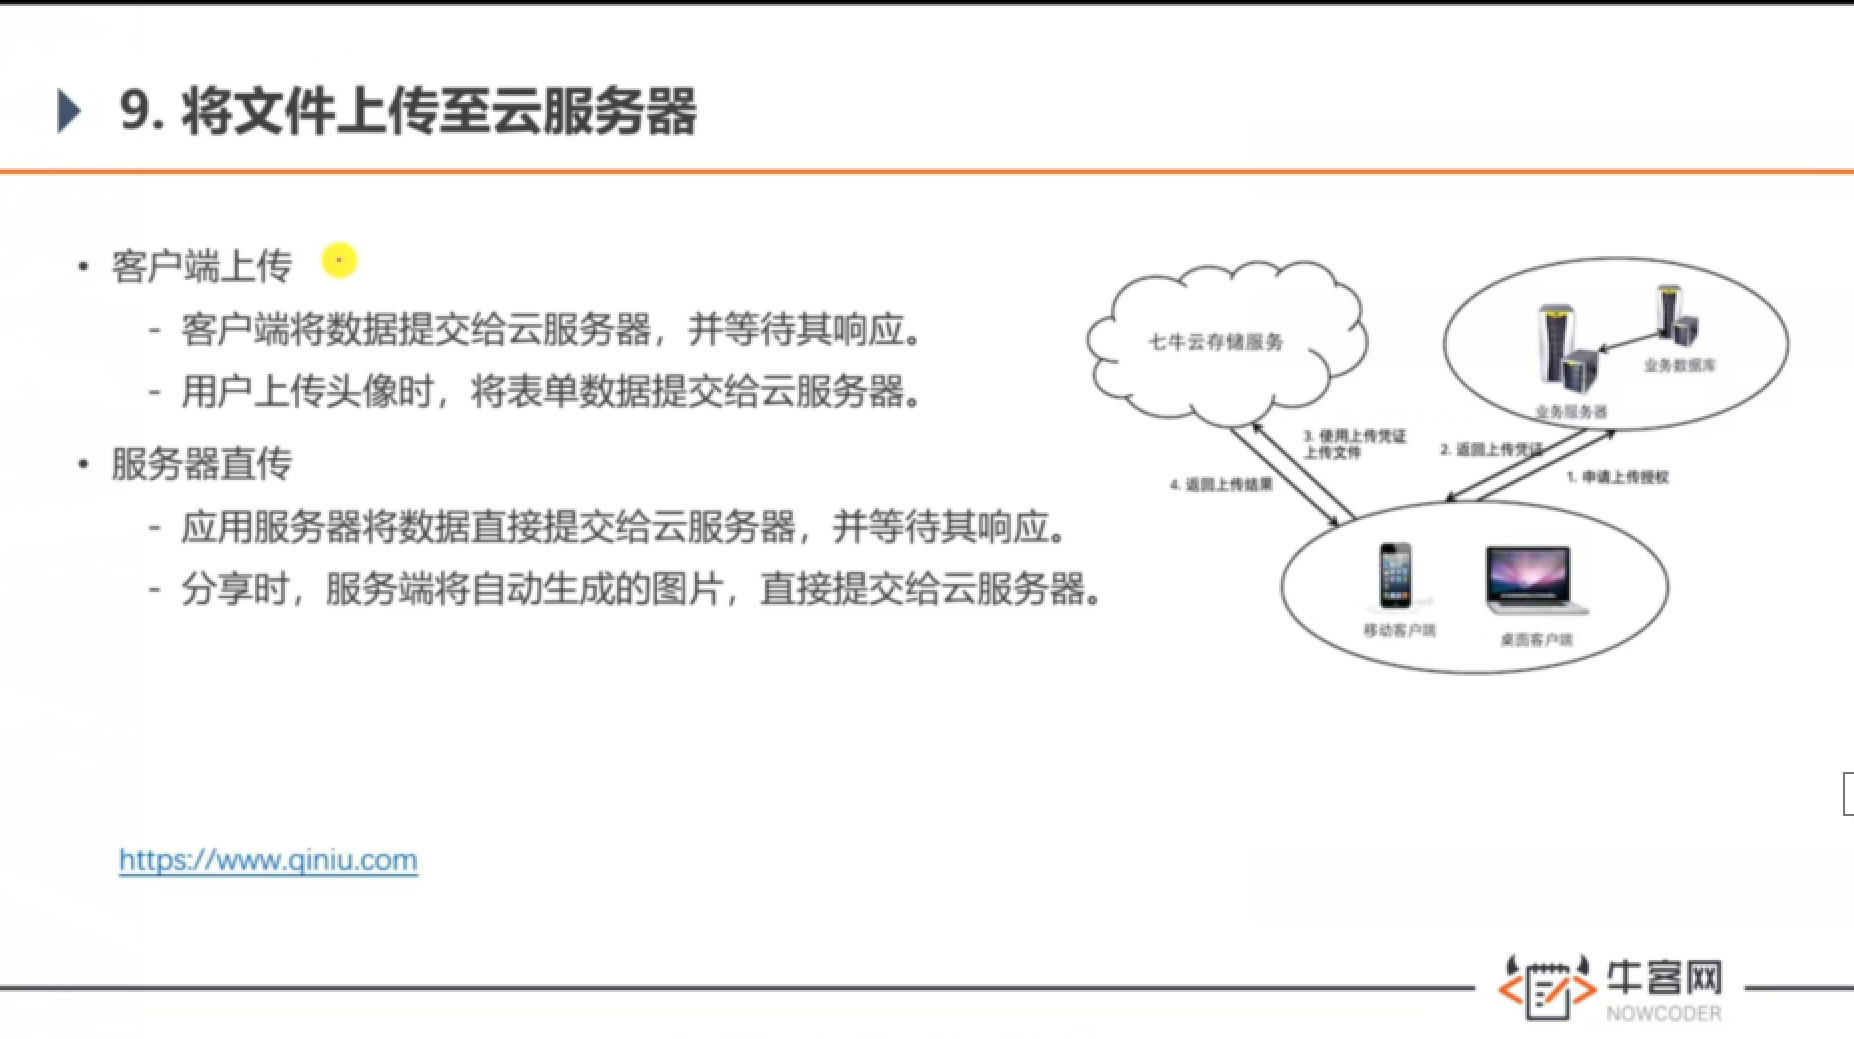 9. 将文件上传至云服务器
• 客户端上传
- 客户端将数据提交给云服务器，并等待其响应。
- 用户上传头像时，将表单数据提交给云服务器。
• 服务器直传
- 应用服务器将数据直接提交给云服务器，并等待其响应。
- 分享时，服务端将自动生成的图片，直接提交给云服务器。
七牛云存储服务
业务数据库
业务服务器
3. 使用上传凭证
上传文件
2. 返回上传凭证
1. 申请上传授权
4. 返回上传结果
移动客户端
桌面客户端
https://www.qiniu.com
牛客网
NOWCODER